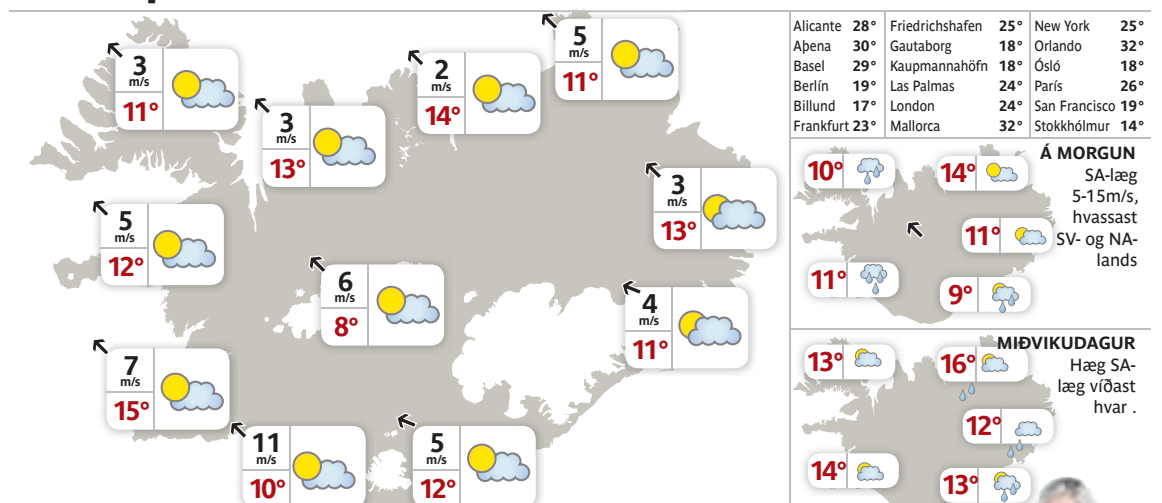 3
m/s
11°
3
m/s
13°
2
m/s
14°
5
m/s
11°
5
m/s
12°
3
m/s
13°
6
m/s
8°
4
m/s
11°
7
m/s
15°
11
m/s
10°
5
m/s
12°
Alicante 28°
Aþena 30°
Basel 29°
Berlín 19°
Billund 17°
Frankfurt 23°
Friedrichshafen 25°
Gautaborg 18°
Kaupmannahöfn 18°
Las Palmas 24°
London 24°
Mallorca 32°
New York 25°
Orlando 32°
Ósló 18°
París 26°
San Francisco 19°
Stokkhólmur 14°
Á MORGUN
SA-læg
5-15m/s,
hvassast
SV- og NA-
lands
10°
14°
11°
11°
9°
MIÐVIKUDAGUR
Hæg SA-
læg víðast
hvar .
13°
16°
12°
14°
13°